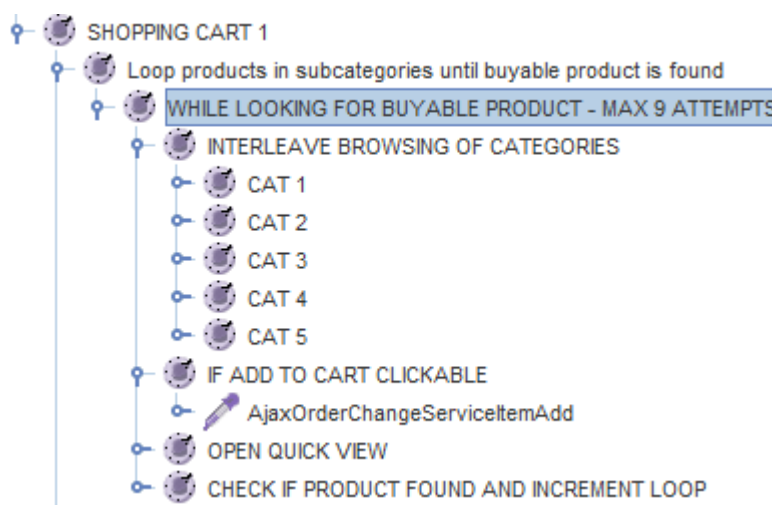 SHOPPING CART 1
Loop products in subcategories until buyable product is found
WHILE LOOKING FOR BUYABLE PRODUCT - MAX 9 ATTEMPTS
INTERLEAVE BROWSING OF CATEGORIES
CAT 1
CAT 2
CAT 3
CAT 4
CAT 5
IF ADD TO CART CLICKABLE
AjaxOrderChangeServiceItemAdd
OPEN QUICK VIEW
CHECK IF PRODUCT FOUND AND INCREMENT LOOP